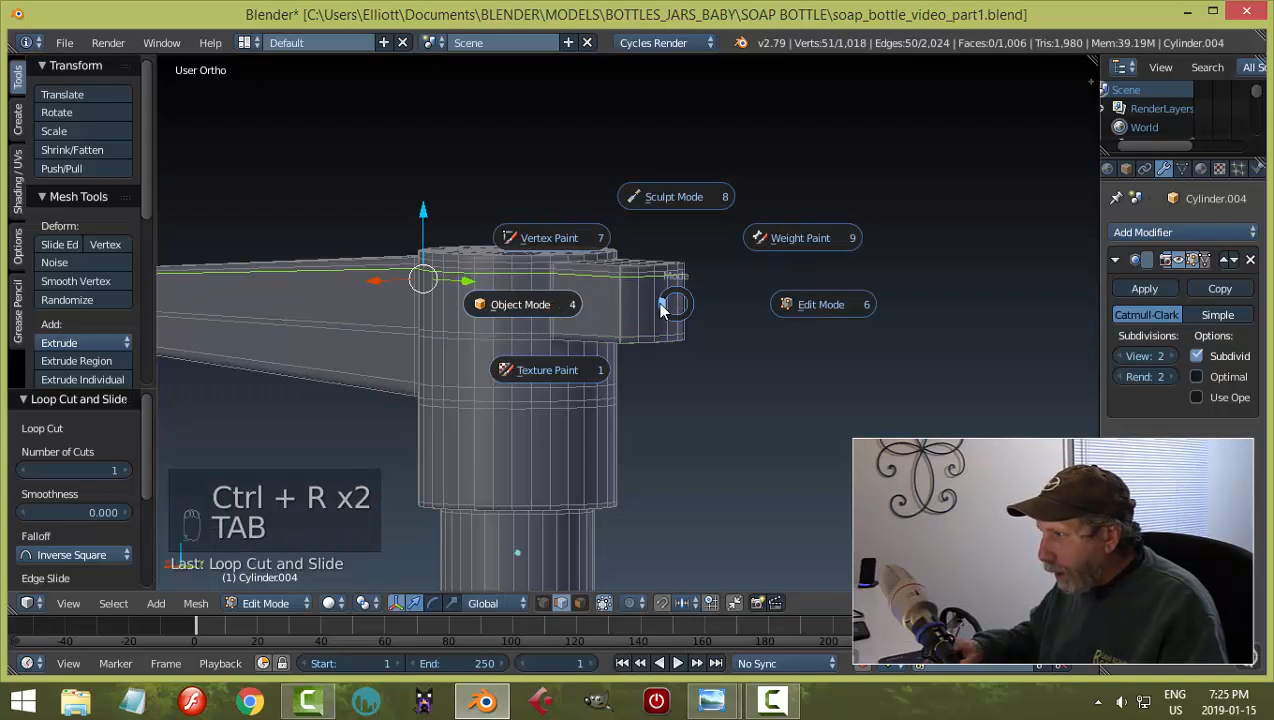 Blender* [C:\Users\Elliott\Documents\BLENDER\MODELS\BOTTLES_JARS_BABY\SOAP BOTTLE\soap_bottle_video_part1.blend]
File Render Window Help Default Scene Cycles Render v2.79 | Verts:51/1,018 | Edges:50/2,024 | Faces:0/1,006 | Tris:1,980 | Mem:39.19M | Cylinder.004
Tools
Create
Shading / UVs
Options
Grease Pencil
Transform
Translate
Rotate
Scale
Shrink/Fatten
Push/Pull
Mesh Tools
Deform:
Slide Ed Vertex
Noise
Smooth Vertex
Randomize
Add:
Extrude
Extrude Region
Extrude Individual
Loop Cut and Slide
Loop Cut
Number of Cuts
1
Smoothness
0.000
Falloff
Inverse Square
Edge Slide
User Ortho
Sculpt Mode 8
Vertex Paint 7
Weight Paint 9
Mode
Object Mode 4
Edit Mode 6
Texture Paint 1
Ctrl + R x2
TAB
Last: Loop Cut and Slide
(1) Cylinder.004
View Search All S
Scene
RenderLayers
World
Cylinder.004
Add Modifier
Apply Copy
Catmull-Clark Simple
Subdivisions: Options:
View: 2 Subdivid
Rend: 2 Optimal
Use Ope
View Select Add Mesh Edit Mode Global
-40 -20 0 20 40 60 80 100 120 140 160 180 200
View Marker Frame Playback Start: 1 End: 250 1 No Sync
ENG 7:25 PM
US 2019-01-15